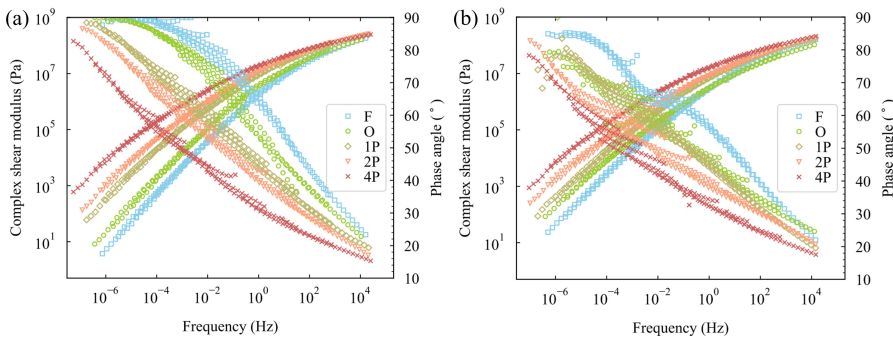 (a)
Complex shear modulus (Pa)
10^9
10^7
10^5
10^3
10^1
90
80
70
60
50
40
30
20
10
Phase angle (°)
F
O
1P
2P
4P
10^-6
10^-4
10^-2
10^0
10^2
10^4
Frequency (Hz)
(b)
Complex shear modulus (Pa)
10^9
10^7
10^5
10^3
10^1
90
80
70
60
50
40
30
20
10
Phase angle (°)
F
O
1P
2P
4P
10^-6
10^-4
10^-2
10^0
10^2
10^4
Frequency (Hz)